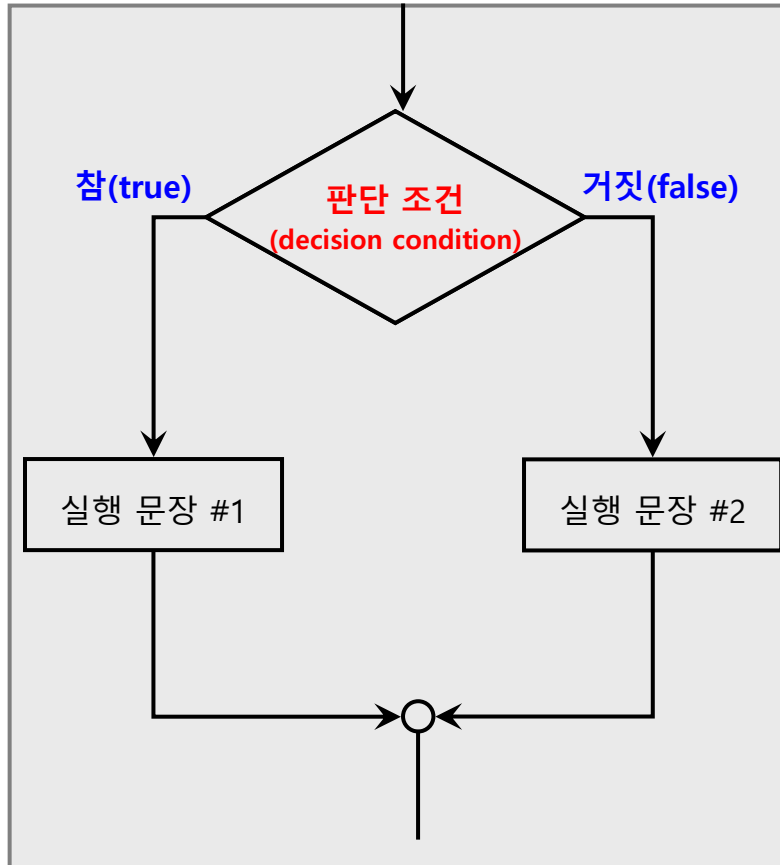 참(true)
판단 조건
(decision condition)
거짓(false)
실행 문장 #1
실행 문장 #2